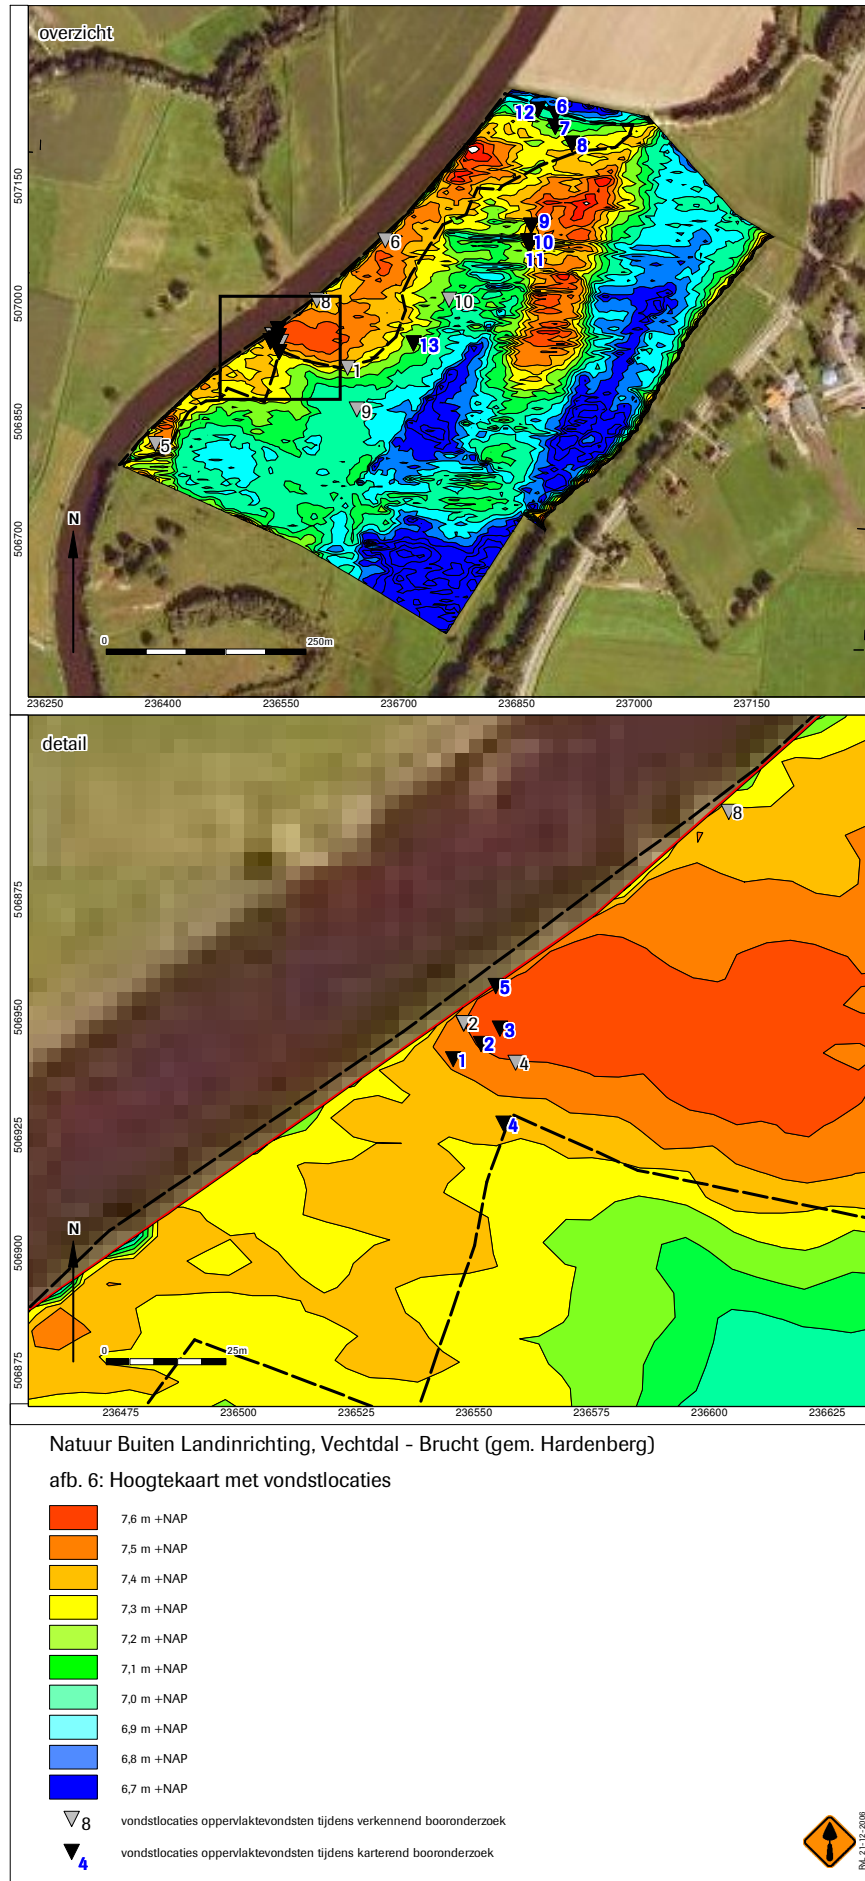 overzicht
12
6
7
8
9
10
11
6
8
10
13
1
9
5
N
0
250m
507150
507000
506850
506700
236250
236400
236550
236700
236850
237000
237150
detail
8
5
2
3
2
1
4
4
N
0
25m
506875
506950
506925
506900
506875
236475
236500
236525
236550
236575
236600
236625
Natuur Buiten Landinrichting, Vechtdal - Brucht (gem. Hardenberg)
afb. 6: Hoogtekaart met vondstlocaties
7,6 m +NAP
7,5 m +NAP
7,4 m +NAP
7,3 m +NAP
7,2 m +NAP
7,1 m +NAP
7,0 m +NAP
6,9 m +NAP
6,8 m +NAP
6,7 m +NAP
8 vondstlocaties oppervlaktevondsten tijdens verkennend booronderzoek
4 vondstlocaties oppervlaktevondsten tijdens karterend booronderzoek
RvL 21-12-2006